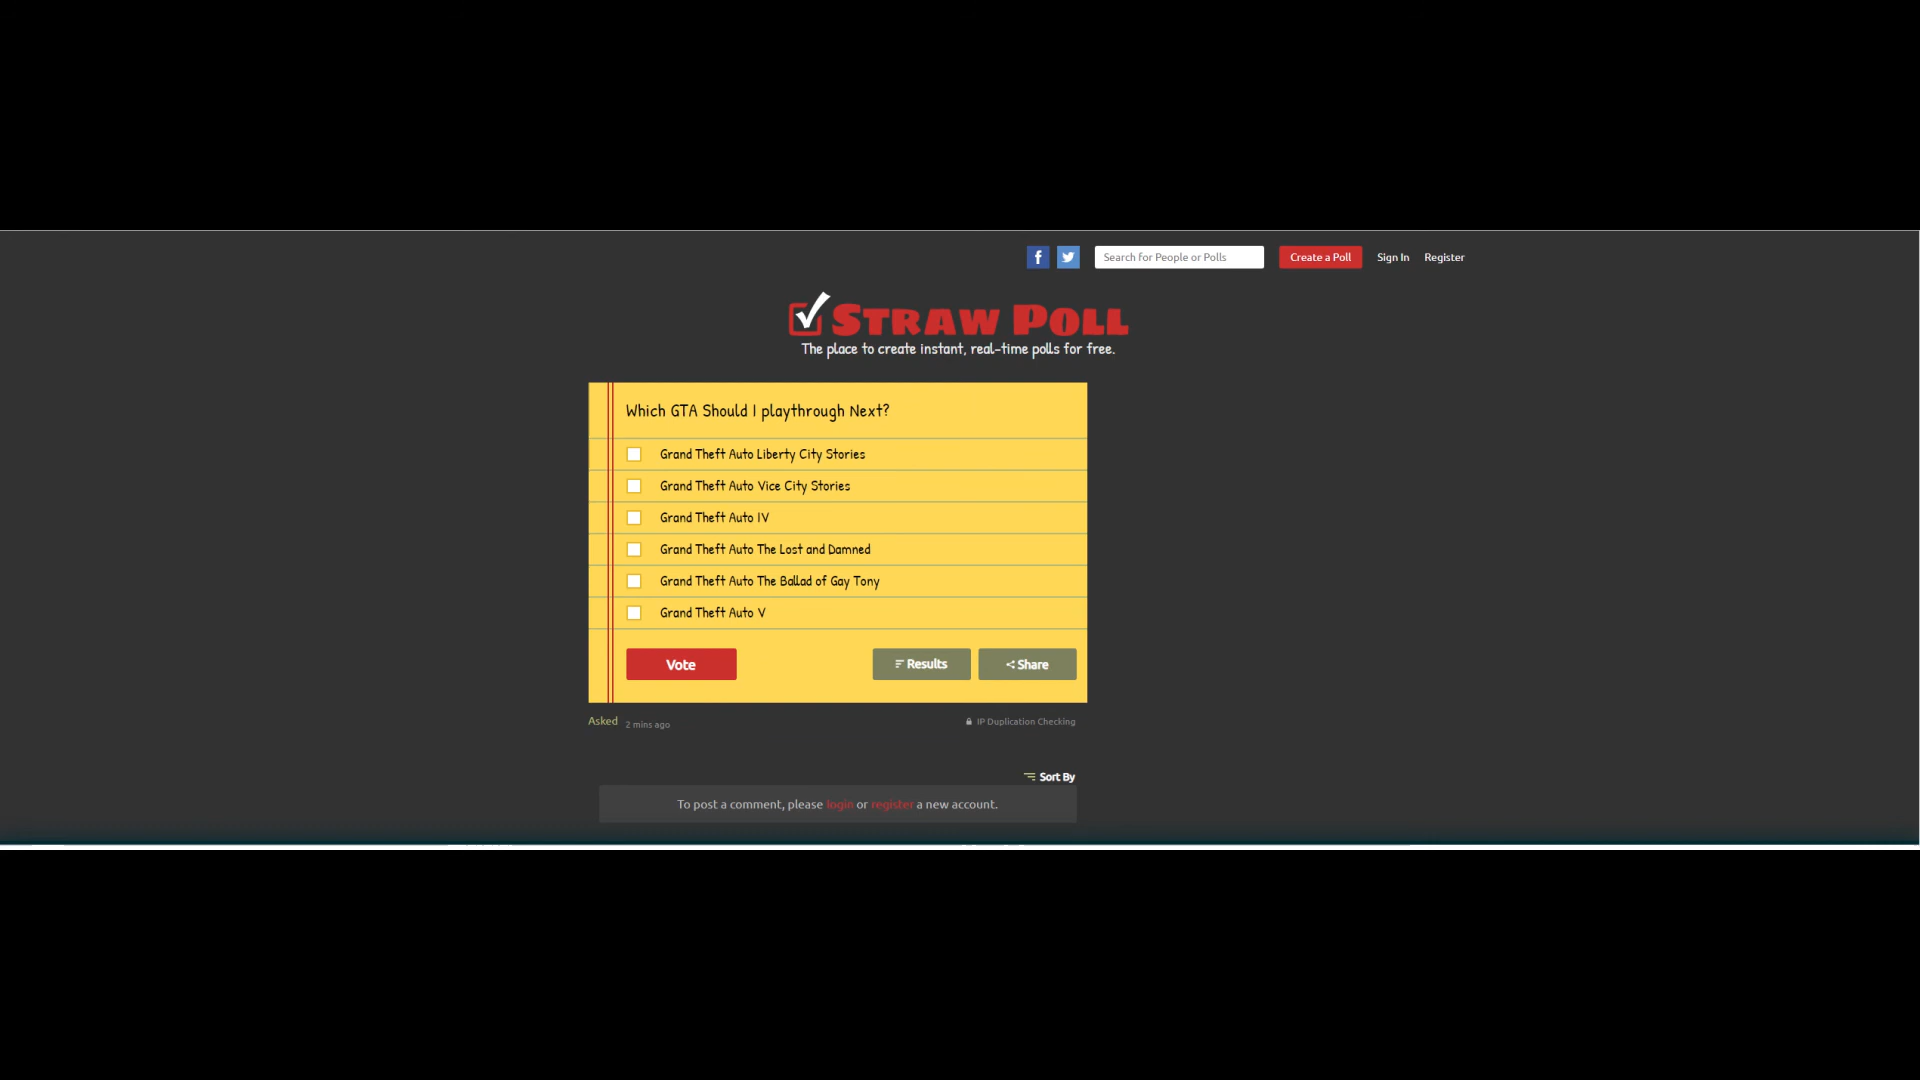 Search for People or Polls Create a Poll Sign In Register
STRAW POLL
The place to create instant, real-time polls for free.
Which GTA Should I playthrough Next?
Grand Theft Auto Liberty City Stories
Grand Theft Auto Vice City Stories
Grand Theft Auto IV
Grand Theft Auto The Lost and Damned
Grand Theft Auto The Ballad of Gay Tony
Grand Theft Auto V
Vote Results Share
Asked 2 mins ago IP Duplication Checking
Sort By
To post a comment, please login or register a new account.